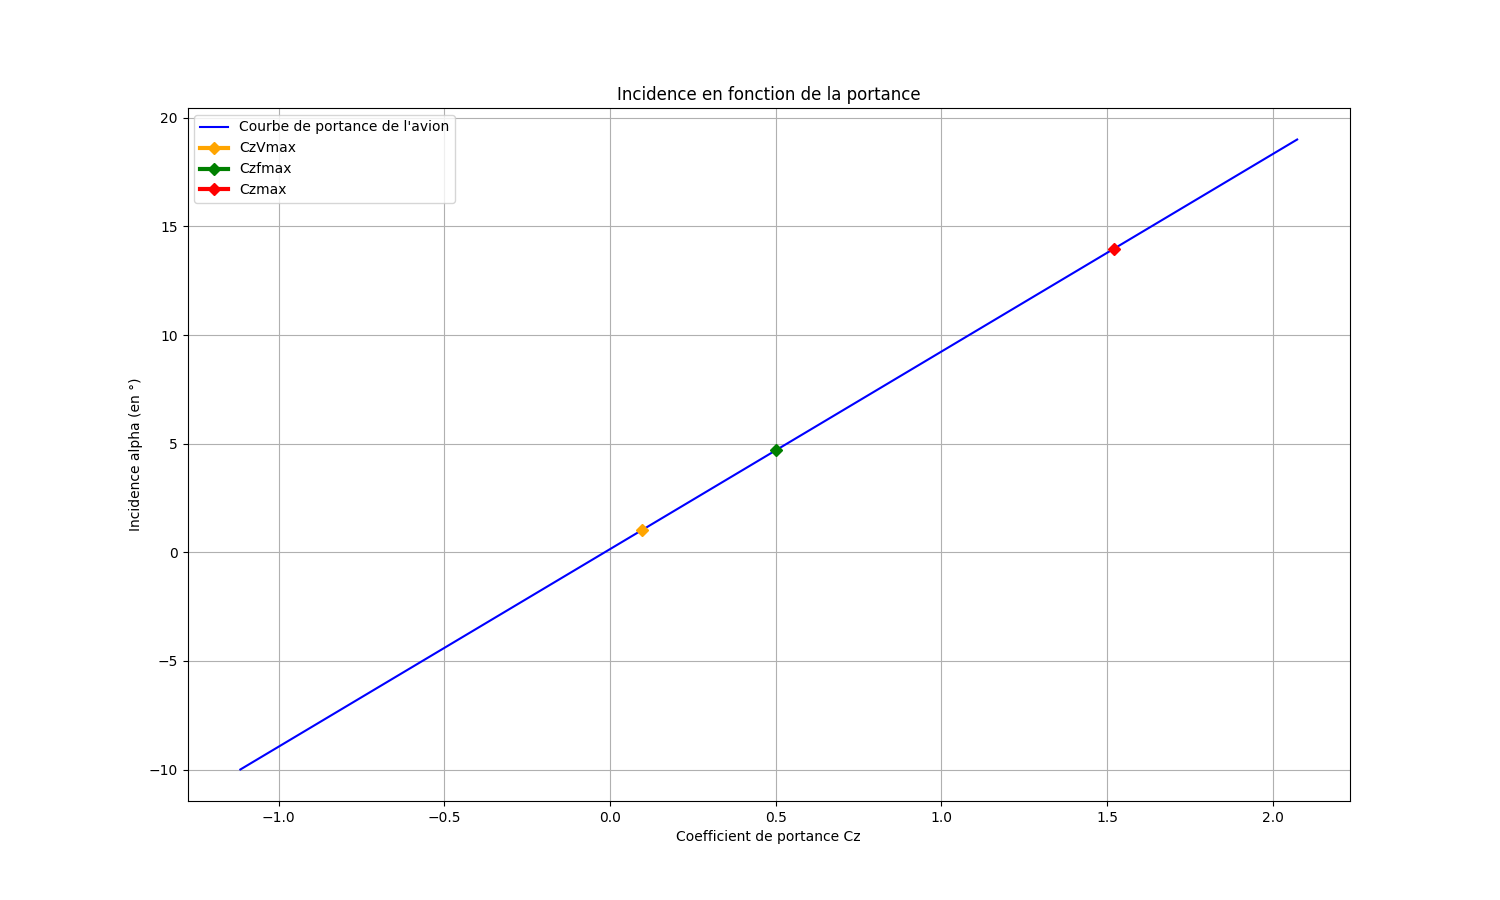 Incidence en fonction de la portance
Courbe de portance de l'avion
CzVmax
Czfmax
Czmax
20
15
10
5
0
−5
−10
Incidence alpha (en °)
−1.0
−0.5
0.0
0.5
1.0
1.5
2.0
Coefficient de portance Cz